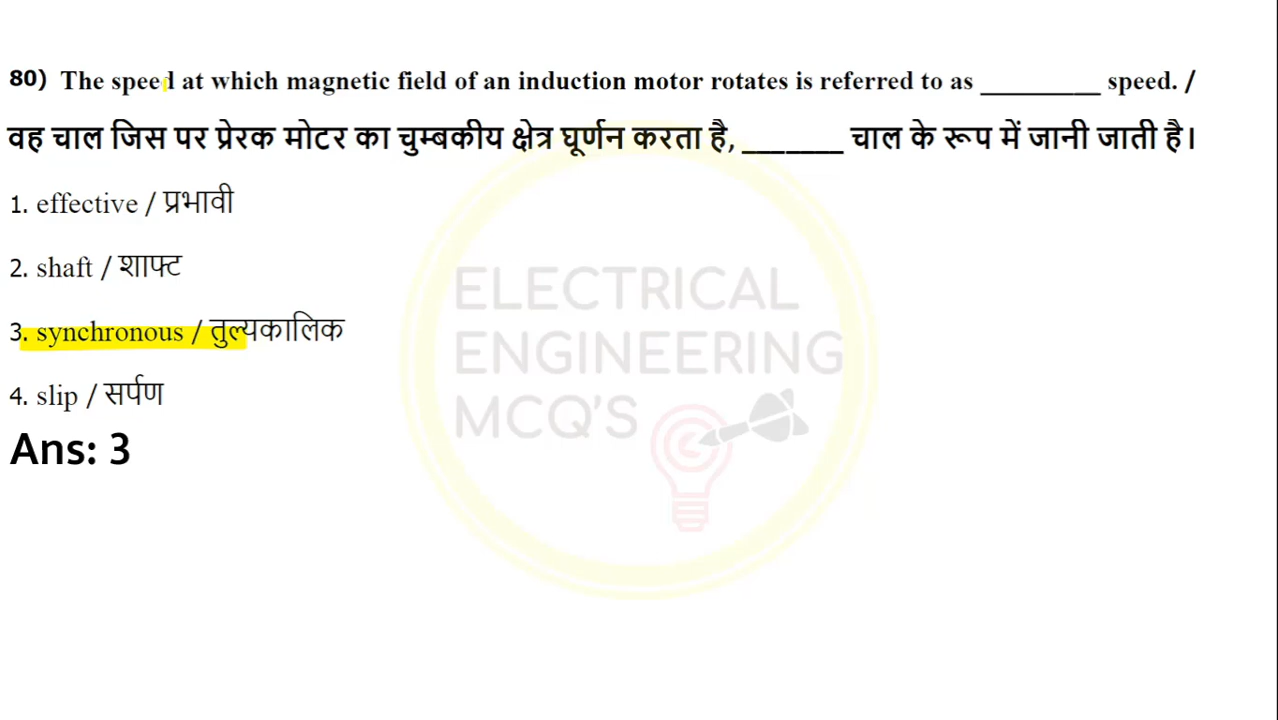 80) The speed at which magnetic field of an induction motor rotates is referred to as __________ speed. /
वह चाल जिस पर प्रेरक मोटर का चुम्बकीय क्षेत्र घूर्णन करता है, _______ चाल के रूप में जानी जाती है।
1. effective / प्रभावी
2. shaft / शाफ्ट
3. synchronous / तुल्यकालिक
4. slip / सर्पण
Ans: 3
ELECTRICAL
ENGINEERING
MCQ'S